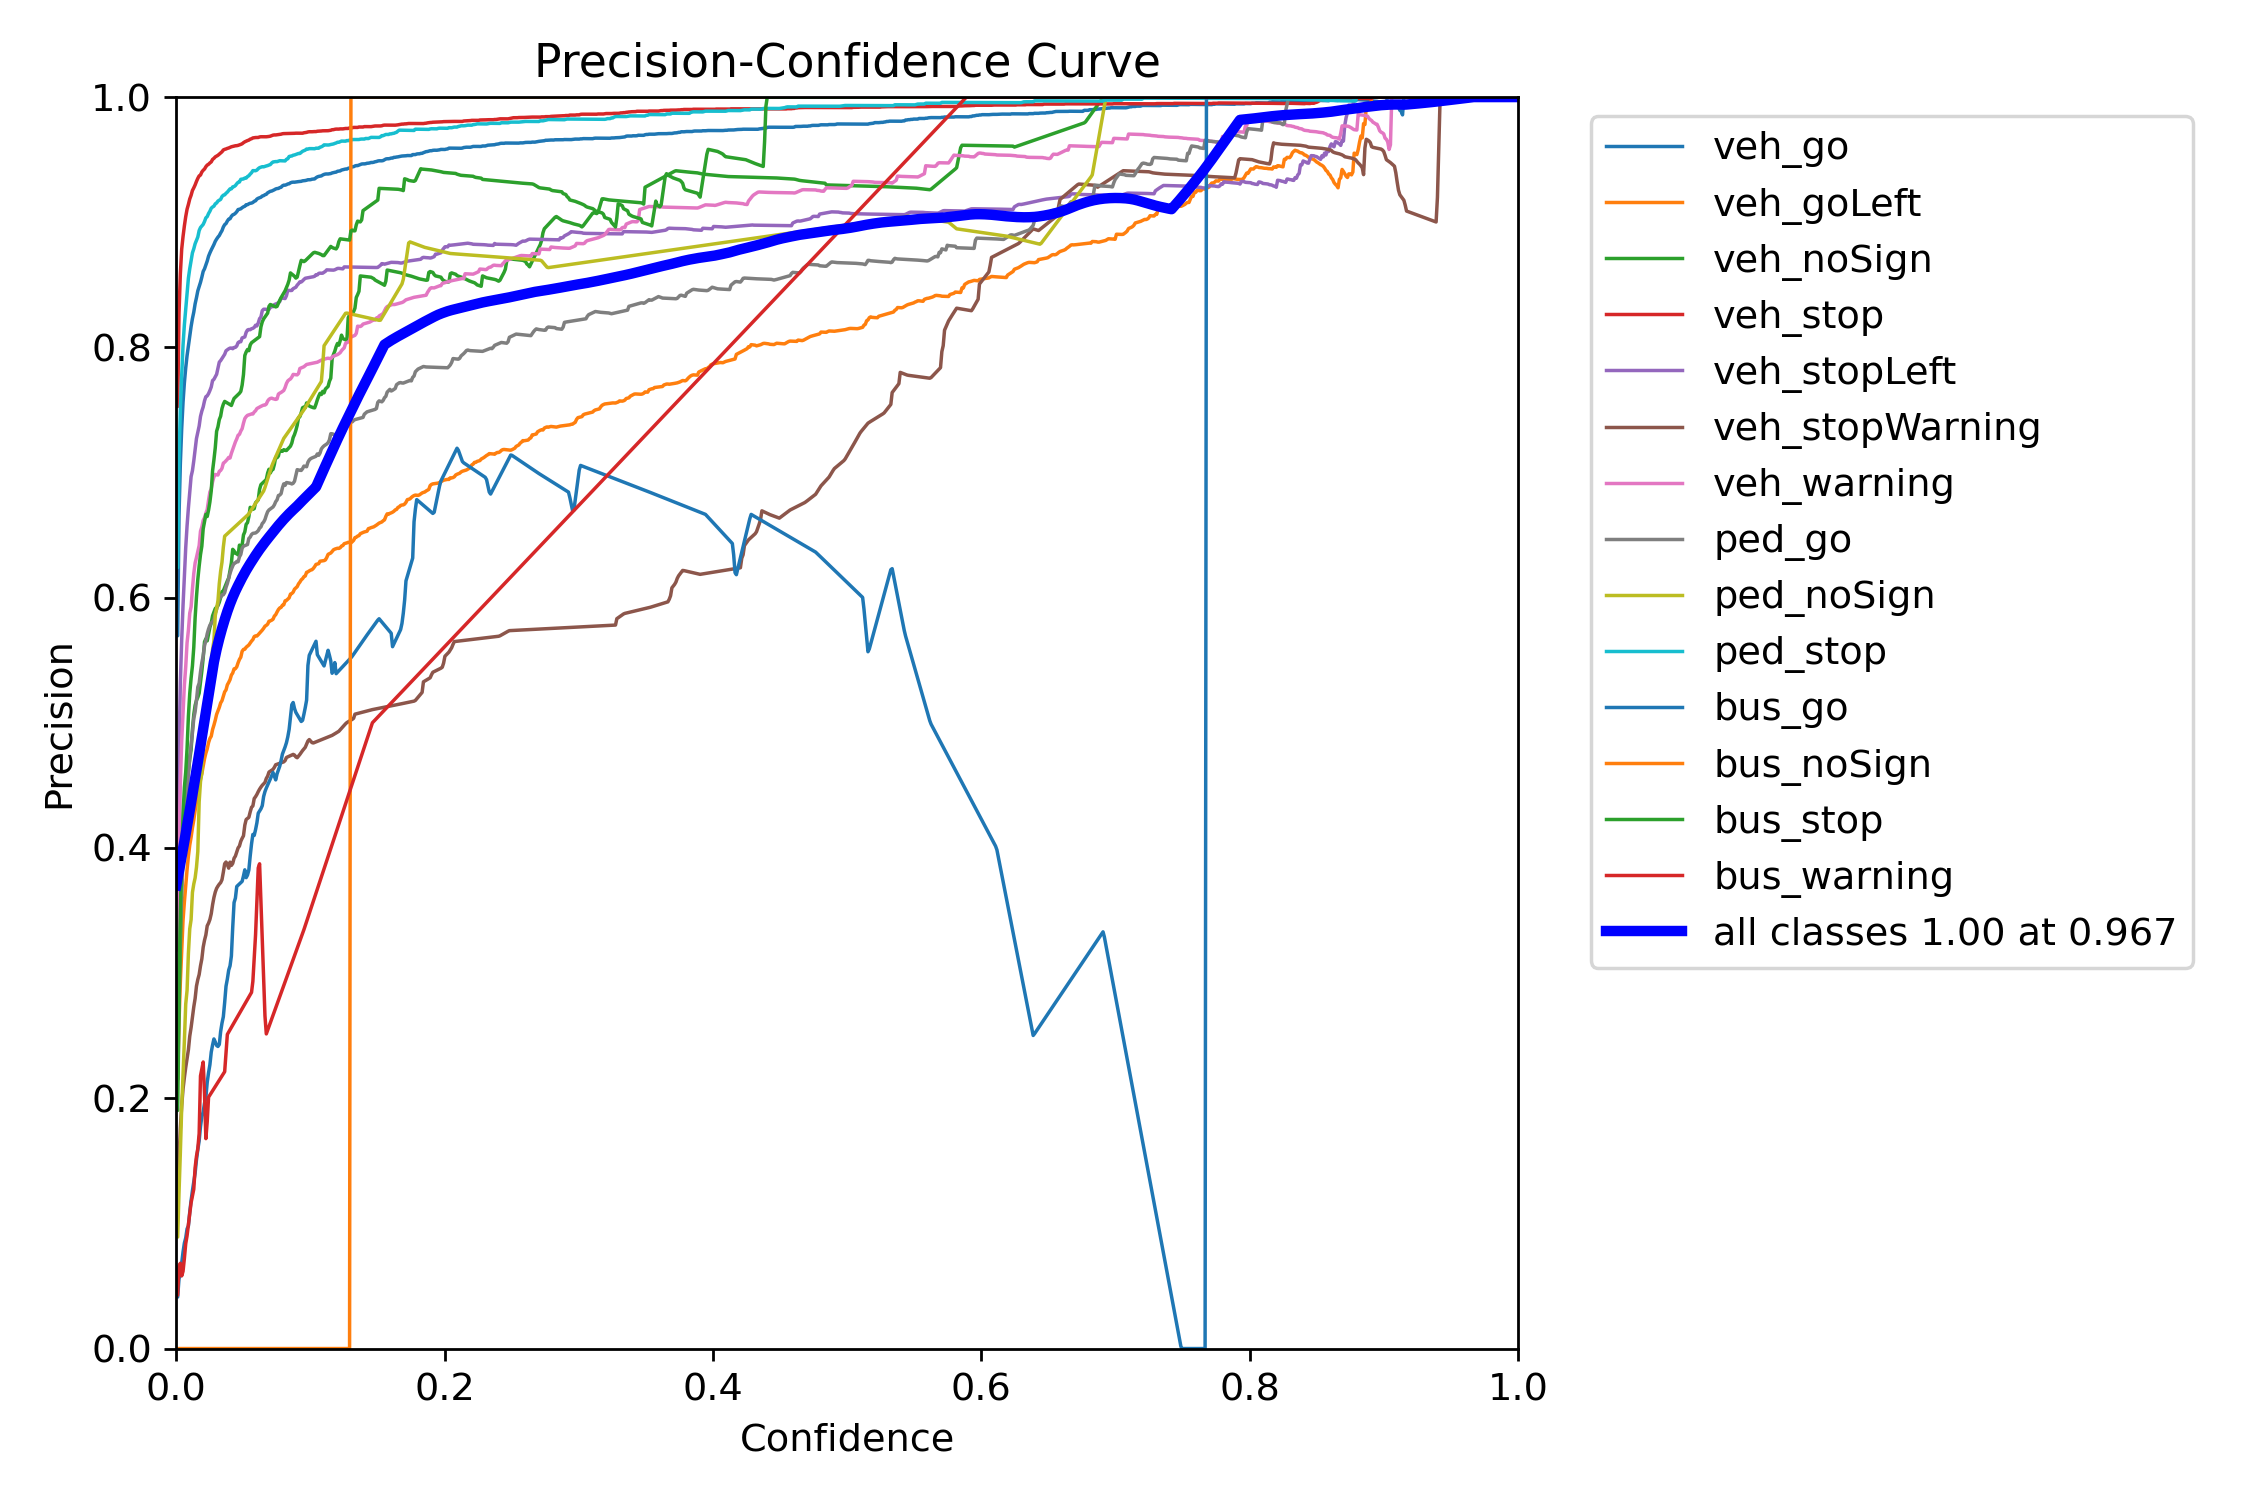 Precision-Confidence Curve
1.0
0.8
0.6
0.4
0.2
0.0
Precision
0.0 0.2 0.4 0.6 0.8 1.0
Confidence
veh_go
veh_goLeft
veh_noSign
veh_stop
veh_stopLeft
veh_stopWarning
veh_warning
ped_go
ped_noSign
ped_stop
bus_go
bus_noSign
bus_stop
bus_warning
all classes 1.00 at 0.967